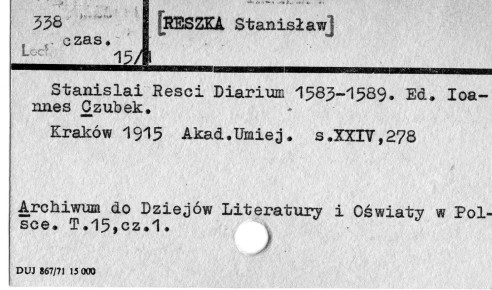 338
czas.
15/1
[RESZKA Stanisław]
Stanislai Resci Diarium 1583-1589. Ed. Ioa-
nnes Czubek.
Kraków 1915 Akad.Umiej. s.XXIV,278
Archiwum do Dziejów Literatury i Oświaty w Pol-
sce. T.15,cz.1.
DUJ 867/71 15 000